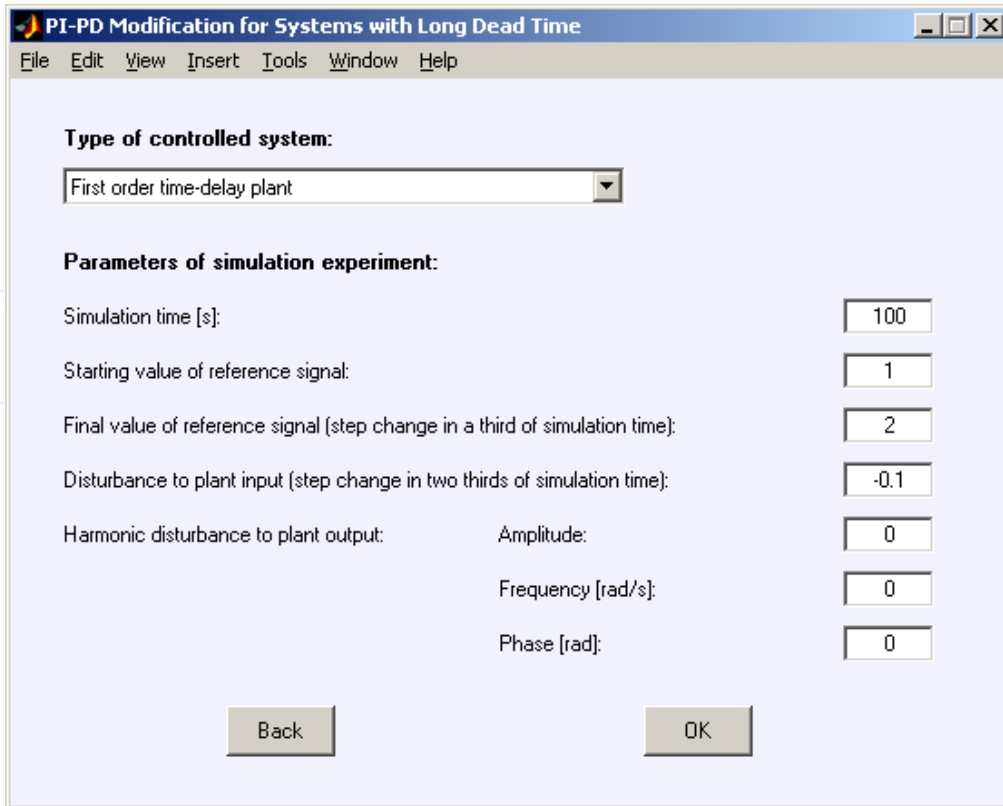 PI-PD Modification for Systems with Long Dead Time
File Edit View Insert Tools Window Help
Type of controlled system:
First order time-delay plant
Parameters of simulation experiment:
Simulation time [s]: 100
Starting value of reference signal: 1
Final value of reference signal (step change in a third of simulation time): 2
Disturbance to plant input (step change in two thirds of simulation time): -0.1
Harmonic disturbance to plant output: Amplitude: 0
Frequency [rad/s]: 0
Phase [rad]: 0
Back OK